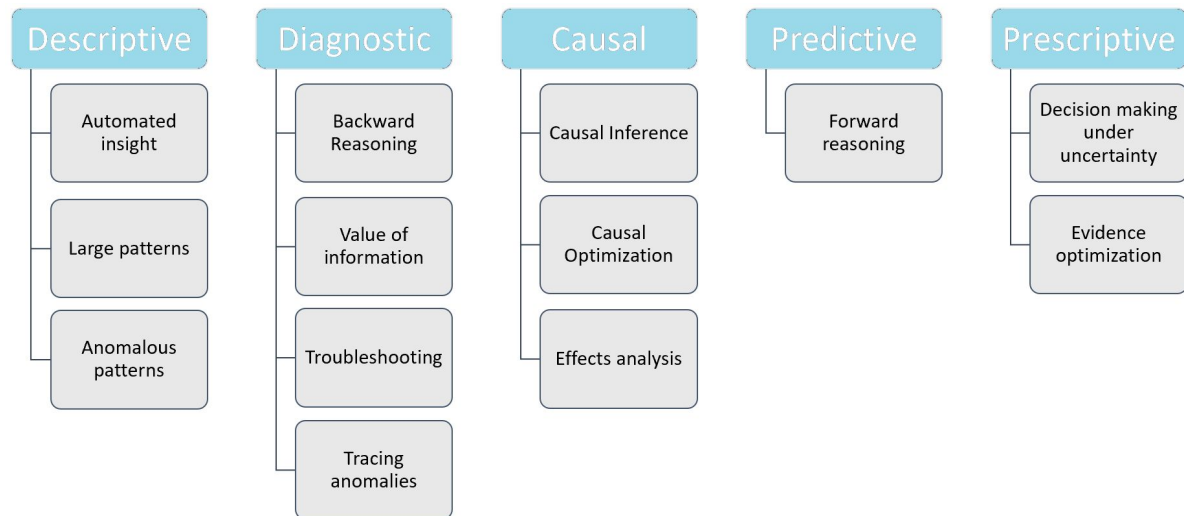 Descriptive
Automated
insight
Large patterns
Anomalous
patterns
Diagnostic
Backward
Reasoning
Value of
information
Troubleshooting
Tracing
anomalies
Causal
Causal Inference
Causal
Optimization
Effects analysis
Predictive
Forward
reasoning
Prescriptive
Decision making
under
uncertainty
Evidence
optimization